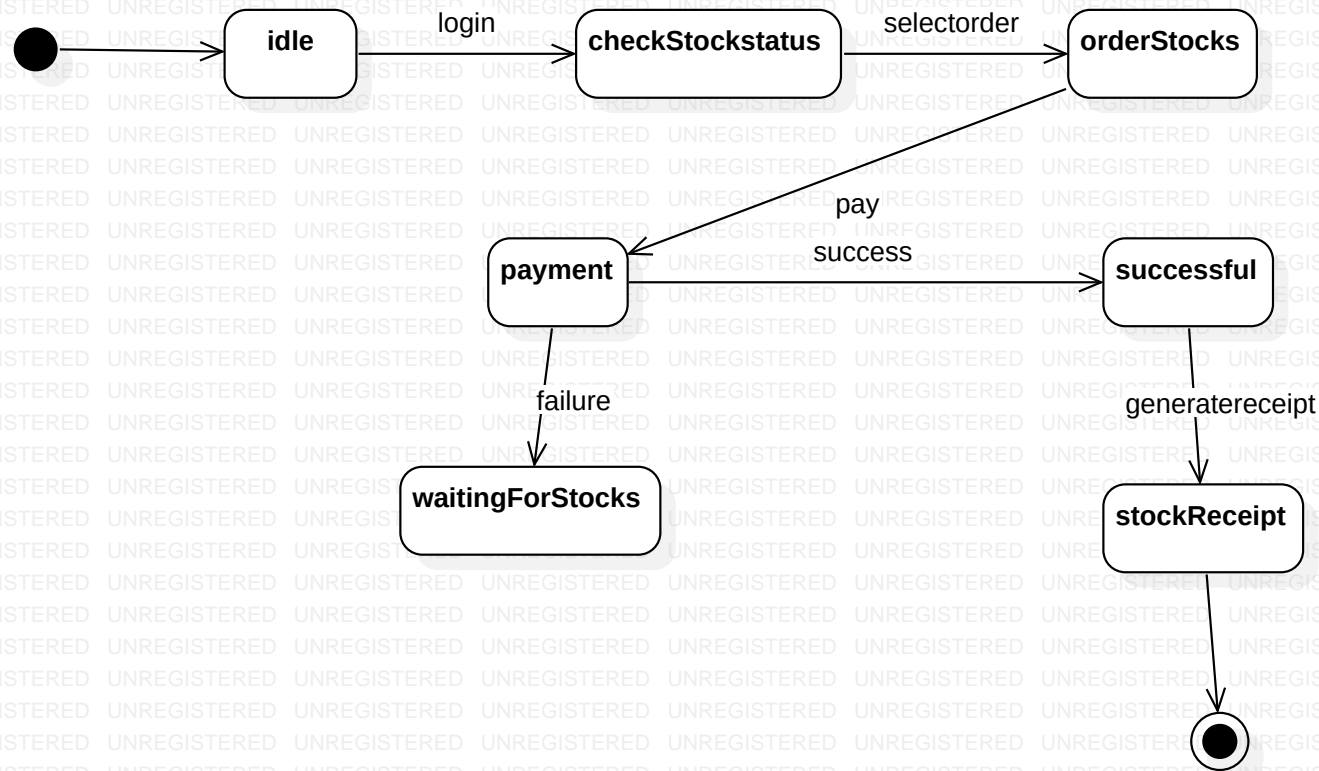 login
selectorder
idle
checkStockstatus
orderStocks
pay
success
payment
successful
failure
generatereceipt
waitingForStocks
stockReceipt
UNREGISTERED